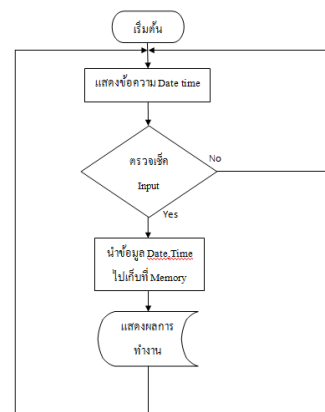 เริ่มต้น
แสดงข้อความ Date time
ตรวจเช็ค
Input
No
Yes
นำข้อมูล Date,Time
ไปเก็บที่ Memory
แสดงผลการ
ทำงาน